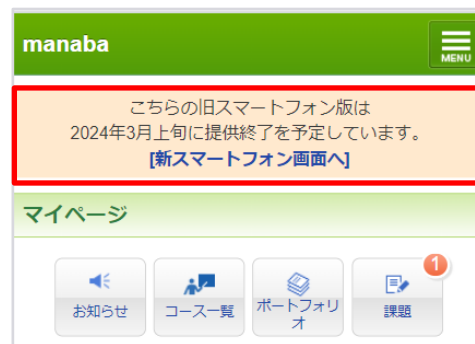 manaba
MENU
こちらの旧スマートフォン版は
2024年3月上旬に提供終了を予定しています。
[新スマートフォン画面へ]
マイページ
お知らせ
コース一覧
ポートフォリ
オ
1
課題